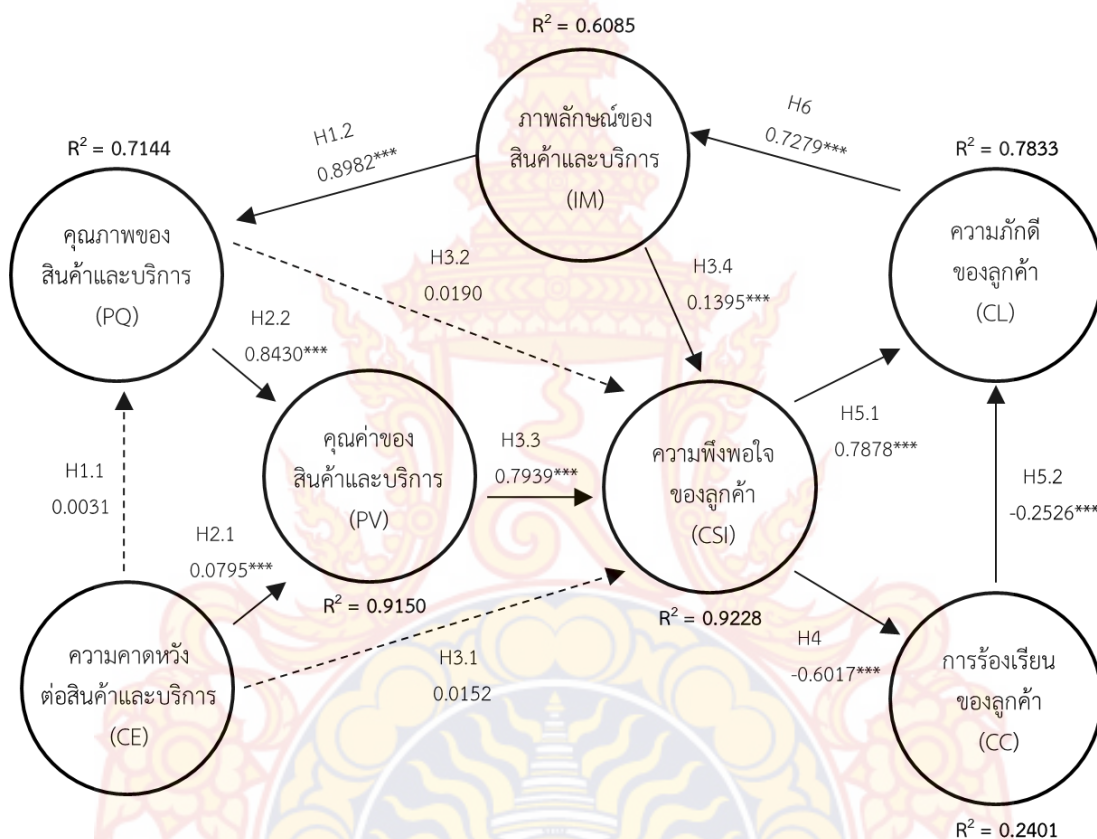 R² = 0.6085
ภาพลักษณ์ของ
สินค้าและบริการ
(IM)
H6
0.7279***
H1.2
0.8982***
R² = 0.7144
R² = 0.7833
คุณภาพของ
สินค้าและบริการ
(PQ)
ความภักดี
ของลูกค้า
(CL)
H3.2
0.0190
H3.4
0.1395***
H2.2
0.8430***
H5.1
0.7878***
คุณค่าของ
สินค้าและบริการ
(PV)
H3.3
0.7939***
ความพึงพอใจ
ของลูกค้า
(CSI)
H1.1
0.0031
H5.2
-0.2526***
H2.1
0.0795***
R² = 0.9150
R² = 0.9228
ความคาดหวัง
ต่อสินค้าและบริการ
(CE)
H3.1
0.0152
H4
-0.6017***
การร้องเรียน
ของลูกค้า
(CC)
R² = 0.2401